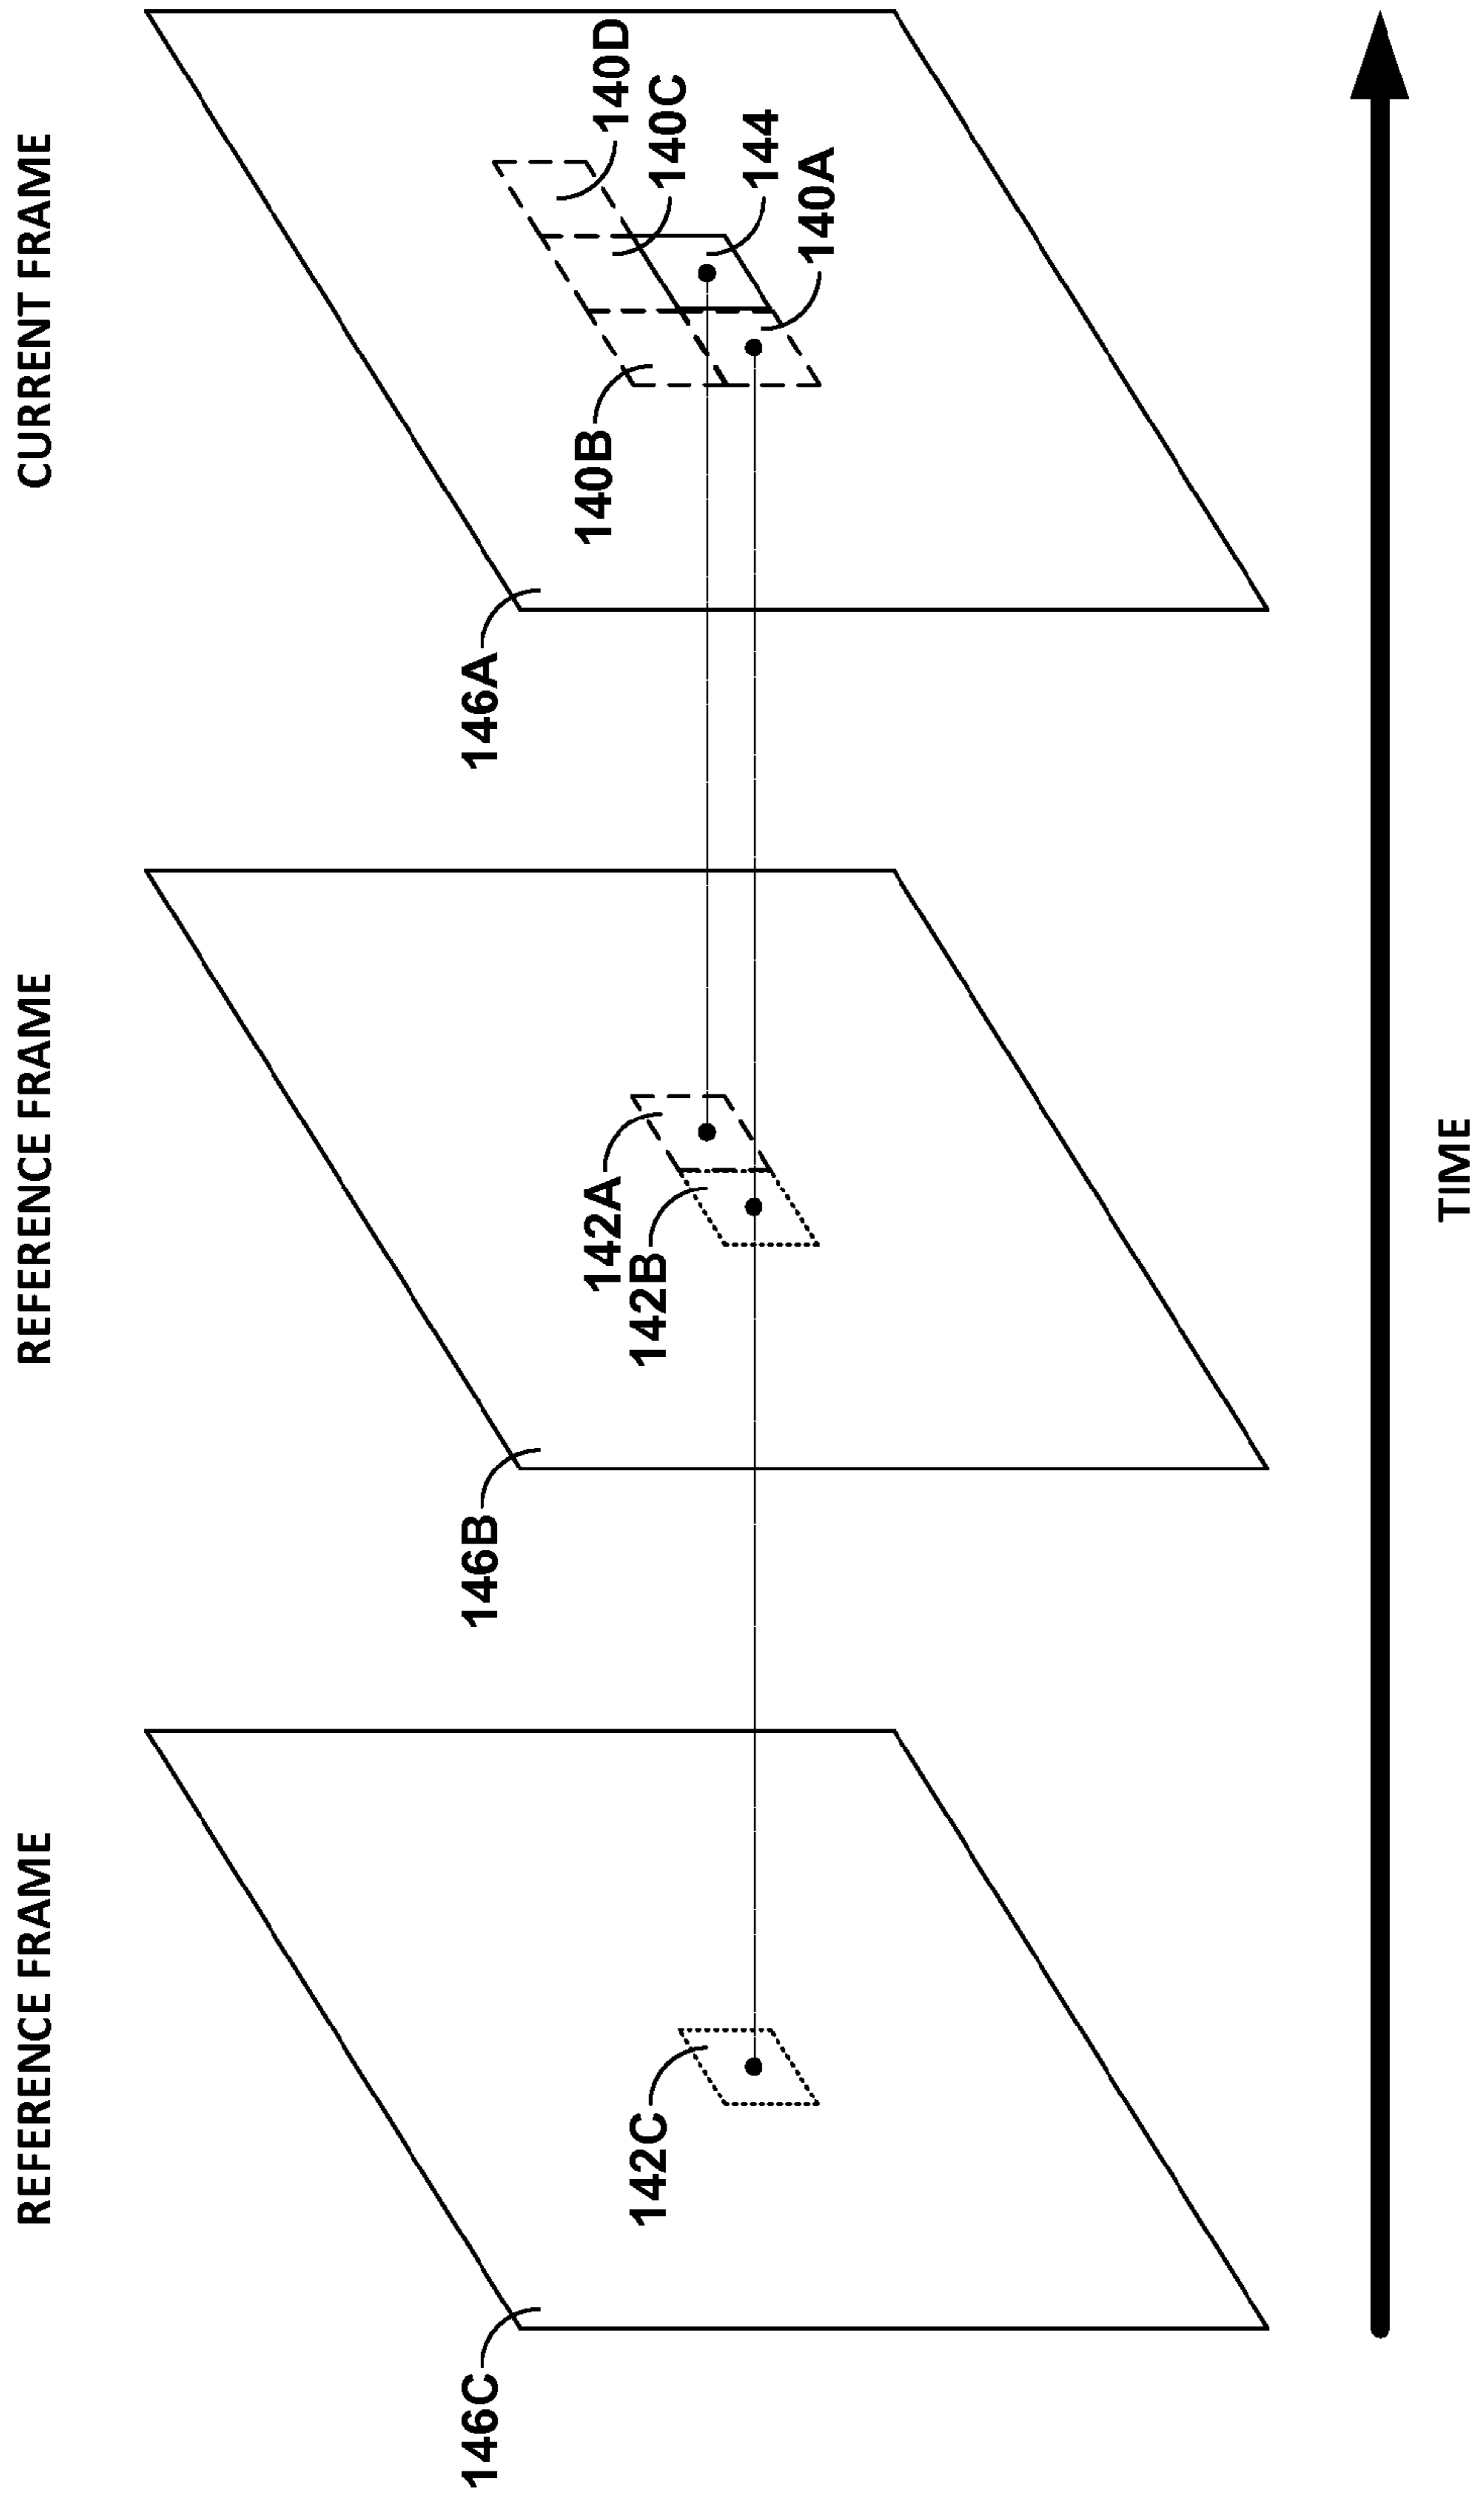 REFERENCE FRAME
REFERENCE FRAME
CURRENT FRAME
146C
146B
146A
142C
142A
142B
140B
140D
140C
144
140A
TIME